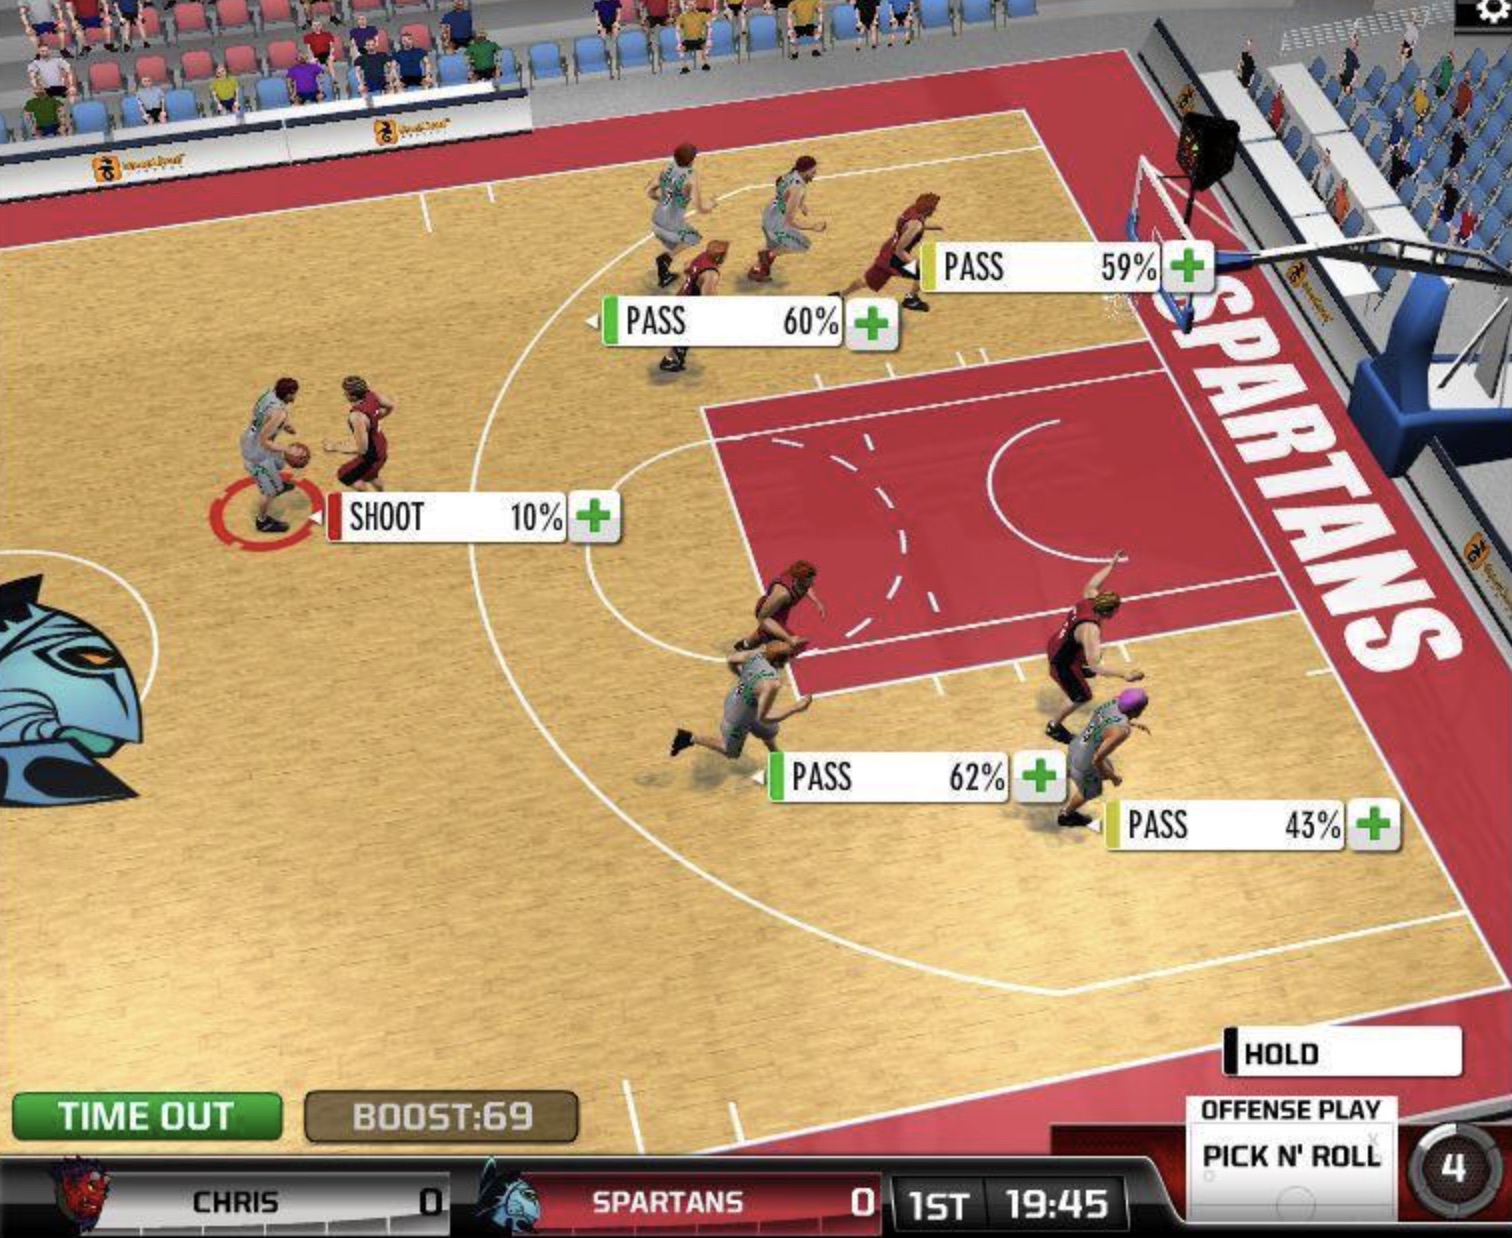 PASS 59%
PASS 60%
SPARTANS
SHOOT 10%
PASS 62%
PASS 43%
HOLD
TIME OUT
BOOST:69
OFFENSE PLAY
PICK N' ROLL
4
CHRIS 0
SPARTANS 0
1ST 19:45